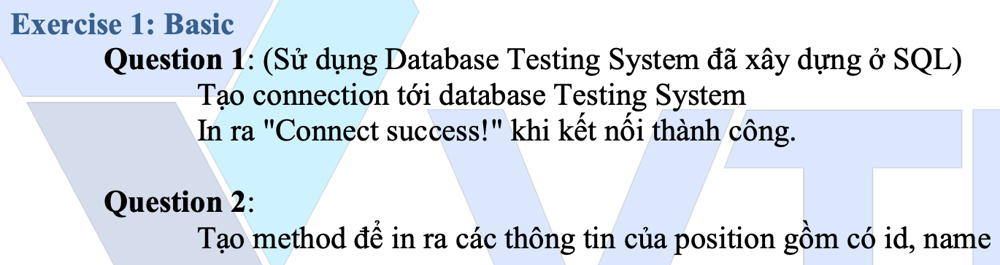 Exercise 1: Basic
Question 1: (Sử dụng Database Testing System đã xây dựng ở SQL)
Tạo connection tới database Testing System
In ra "Connect success!" khi kết nối thành công.
Question 2:
Tạo method để in ra các thông tin của position gồm có id, name